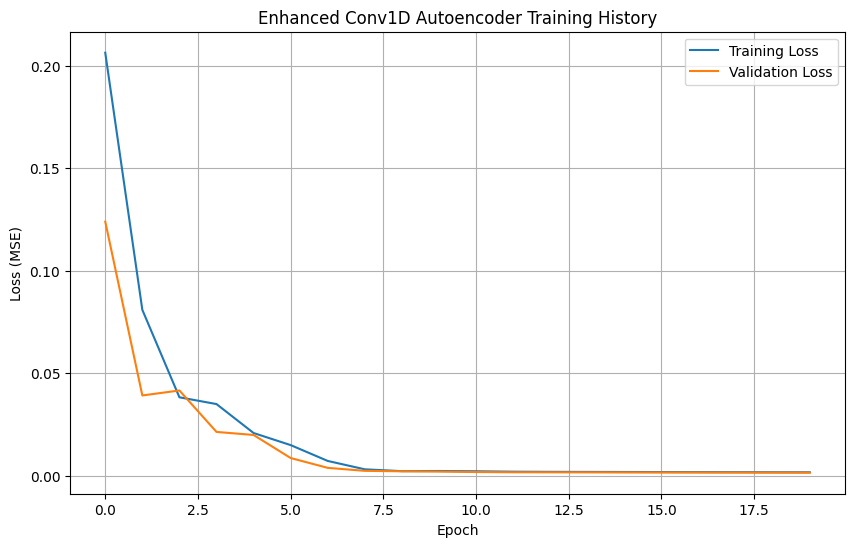 Enhanced Conv1D Autoencoder Training History
Training Loss
Validation Loss
Loss (MSE)
0.20
0.15
0.10
0.05
0.00
0.0 2.5 5.0 7.5 10.0 12.5 15.0 17.5
Epoch